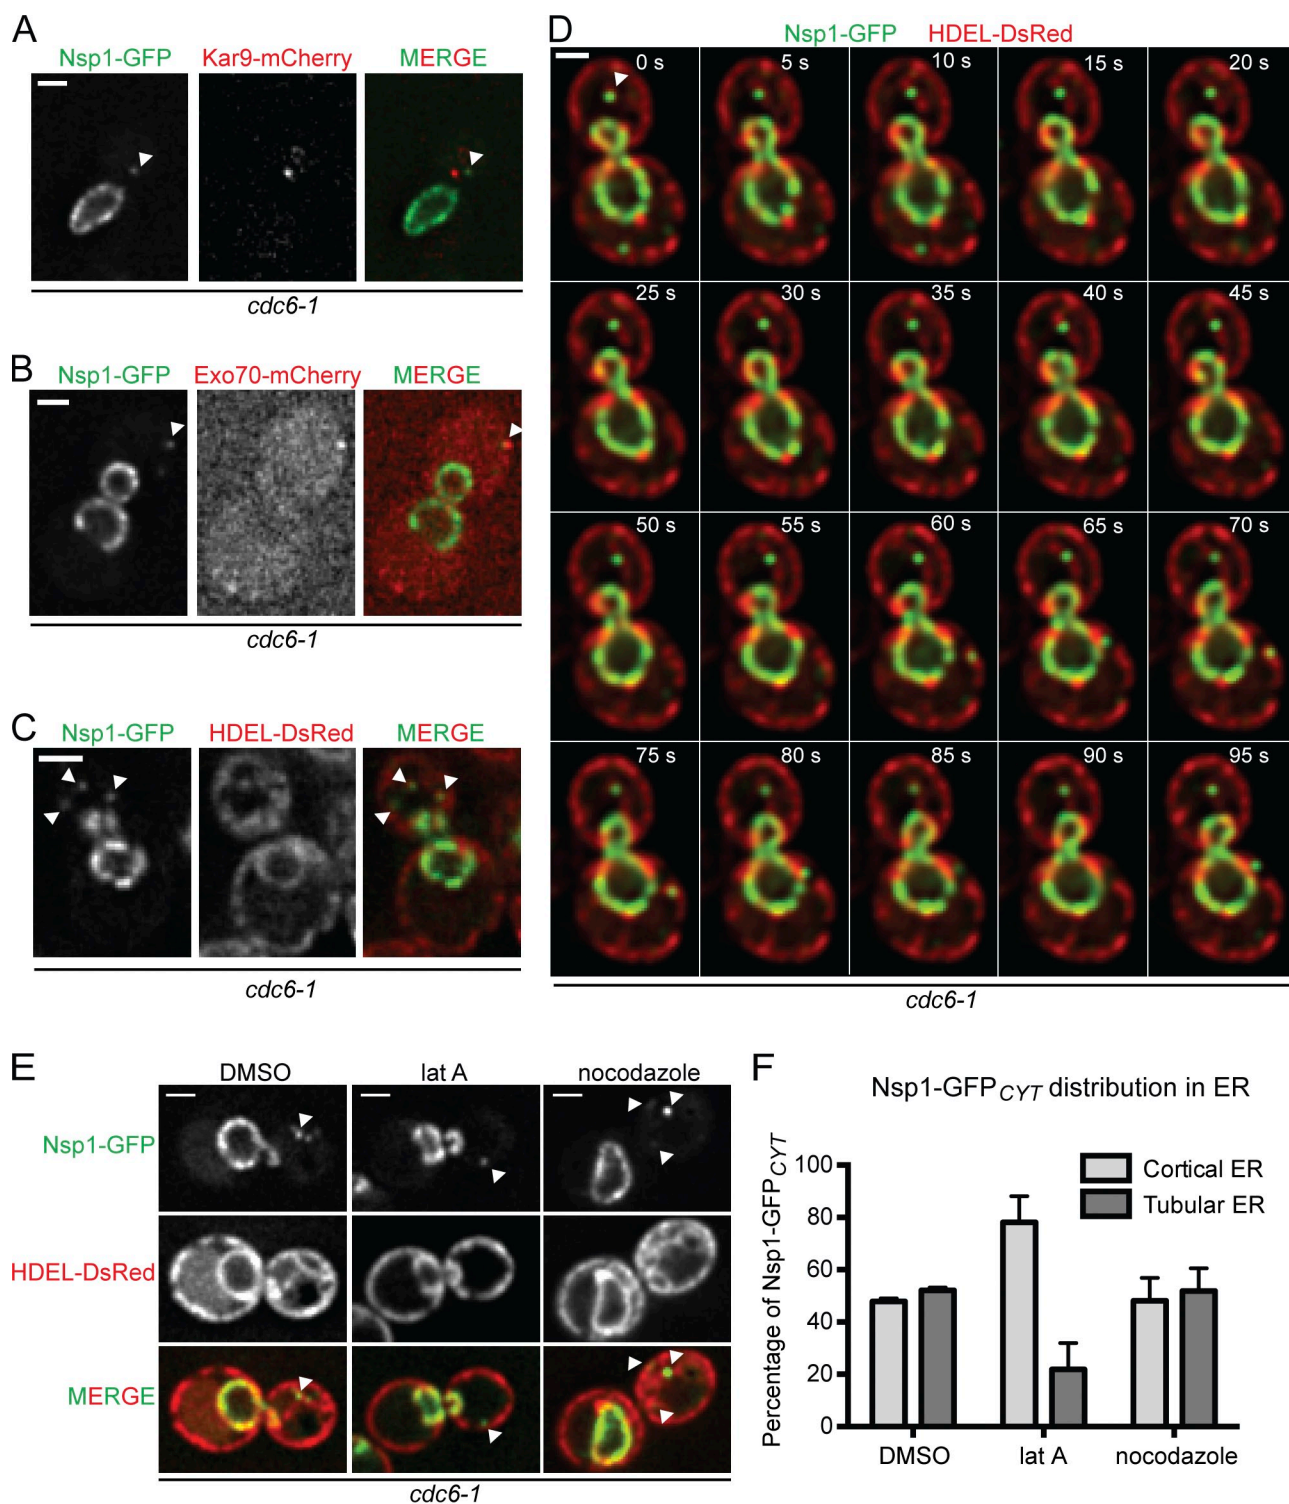 A
Nsp1-GFP Kar9-mCherry MERGE
cdc6-1
B
Nsp1-GFP Exo70-mCherry MERGE
cdc6-1
C
Nsp1-GFP HDEL-DsRed MERGE
cdc6-1
D
Nsp1-GFP HDEL-DsRed
0 s 5 s 10 s 15 s 20 s
25 s 30 s 35 s 40 s 45 s
50 s 55 s 60 s 65 s 70 s
75 s 80 s 85 s 90 s 95 s
cdc6-1
E
DMSO lat A nocodazole
Nsp1-GFP
HDEL-DsRed
MERGE
cdc6-1
F
Nsp1-GFPCYT distribution in ER
Percentage of Nsp1-GFPCYT
100
80
60
40
20
0
Cortical ER
Tubular ER
DMSO lat A nocodazole